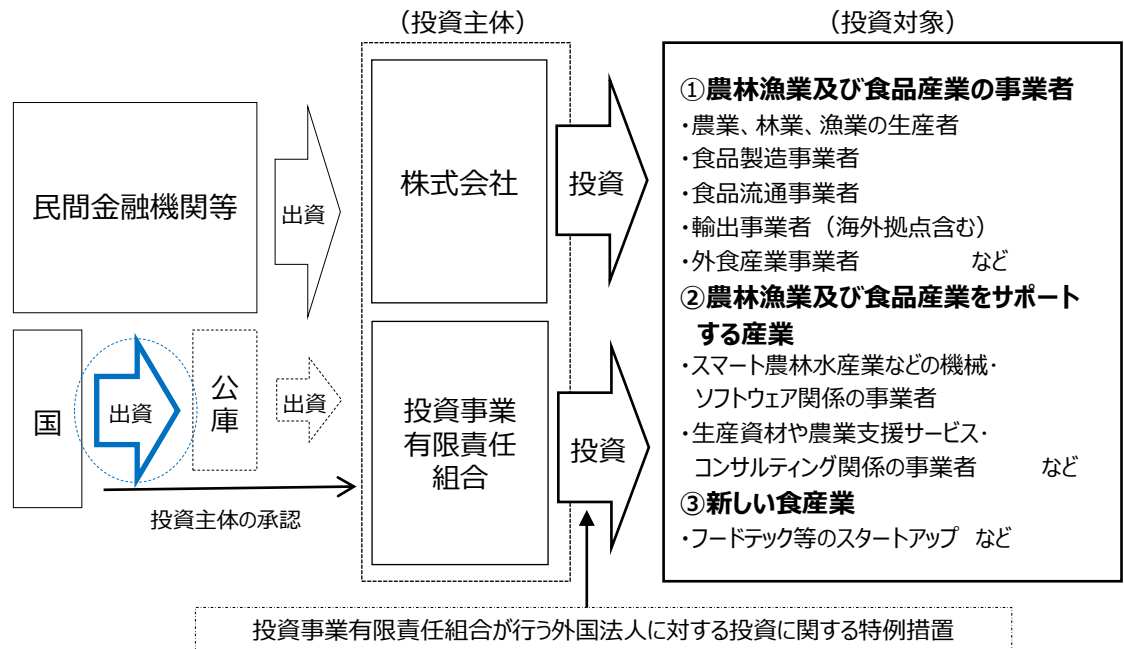 （投資主体）
（投資対象）
民間金融機関等
出資
株式会社
投資
国
出資
公庫
出資
投資事業
有限責任
組合
投資
投資主体の承認
①農林漁業及び食品産業の事業者
・農業、林業、漁業の生産者
・食品製造事業者
・食品流通事業者
・輸出事業者（海外拠点含む）
・外食産業事業者 など
②農林漁業及び食品産業をサポート
する産業
・スマート農林水産業などの機械・
ソフトウェア関係の事業者
・生産資材や農業支援サービス・
コンサルティング関係の事業者 など
③新しい食産業
・フードテック等のスタートアップ など
投資事業有限責任組合が行う外国法人に対する投資に関する特例措置